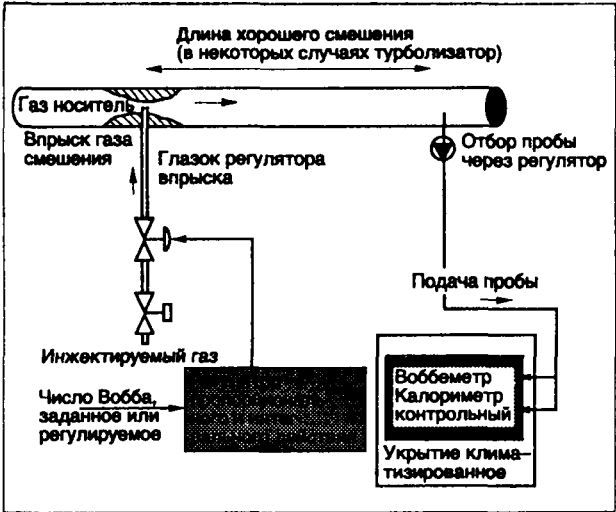 Длина хорошего смешения
(в некоторых случаях турболизатор)
Газ носитель
Впрыск газа
смешения
Глазок регулятора
впрыска
Отбор пробы
через регулятор
Подача пробы
Инжектируемый газ
Число Вобба,
заданное или
регулируемое
Воббеметр
Калориметр
контрольный
Укрытие клима-
тизированное